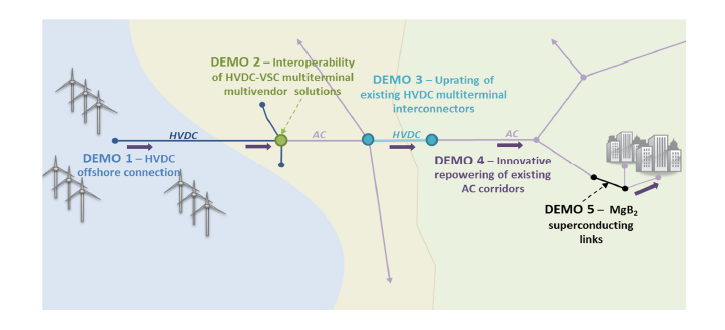 DEMO 2 – Interoperability
of HVDC-VSC multiterminal
multivendor solutions
DEMO 3 – Uprating of
existing HVDC multiterminal
interconnectors
HVDC
AC
HVDC
AC
DEMO 1 – HVDC
offshore connection
DEMO 4 – Innovative
repowering of existing
AC corridors
DEMO 5 – MgB₂
superconducting
links